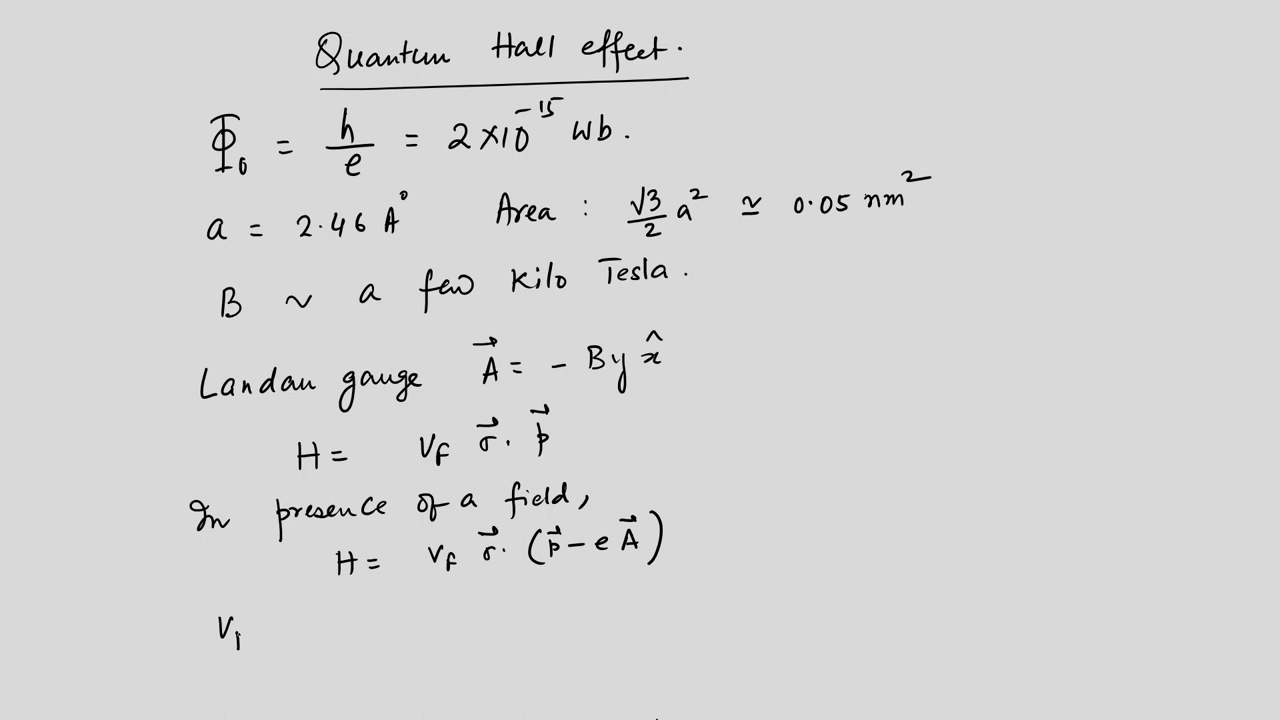 Quantum Hall effect.
Φ₀ = h/e = 2×10⁻¹⁵ Wb.
a = 2.46 A° Area : √3/2 a² ≃ 0.05 nm²
B ~ a few Kilo Tesla.
Landau gauge A⃗ = - By x̂
H = v_F σ⃗. p⃗
In presence of a field,
H = v_F σ⃗. (p⃗ - e A⃗)
V